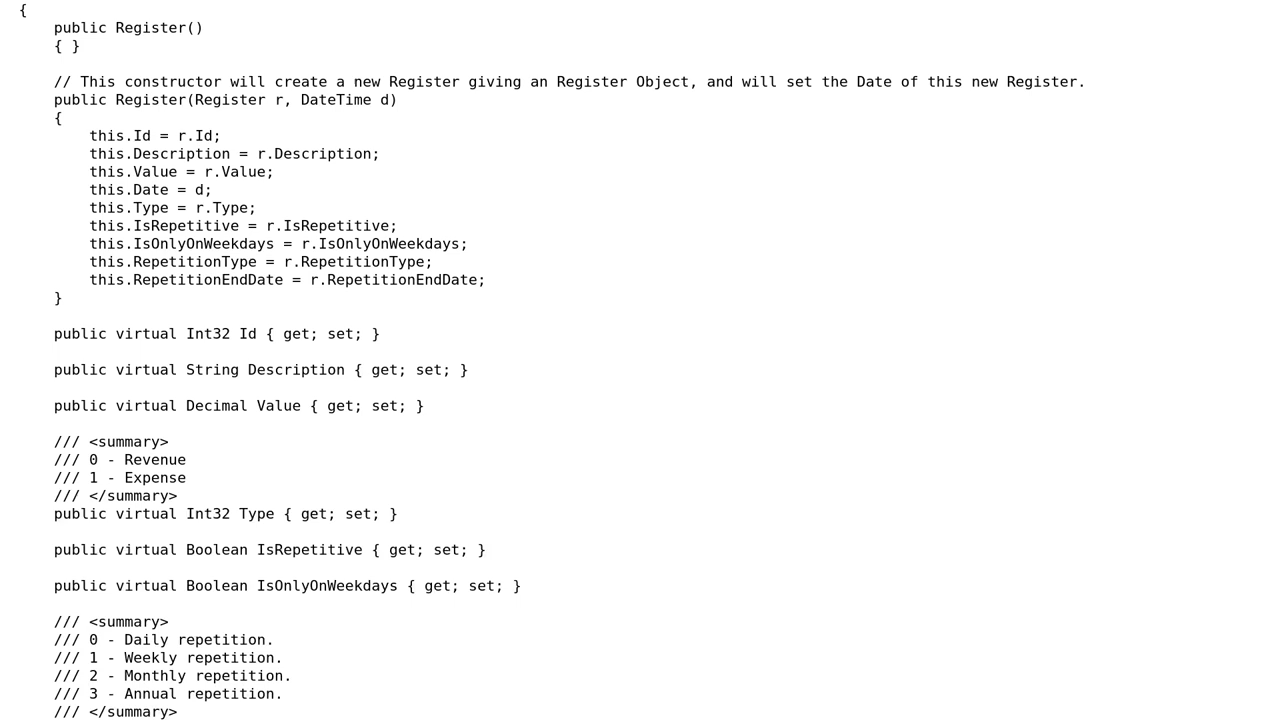 {
    public Register()
    { }

    // This constructor will create a new Register giving an Register Object, and will set the Date of this new Register.
    public Register(Register r, DateTime d)
    {
        this.Id = r.Id;
        this.Description = r.Description;
        this.Value = r.Value;
        this.Date = d;
        this.Type = r.Type;
        this.IsRepetitive = r.IsRepetitive;
        this.IsOnlyOnWeekdays = r.IsOnlyOnWeekdays;
        this.RepetitionType = r.RepetitionType;
        this.RepetitionEndDate = r.RepetitionEndDate;
    }

    public virtual Int32 Id { get; set; }

    public virtual String Description { get; set; }

    public virtual Decimal Value { get; set; }

    /// <summary>
    /// 0 - Revenue
    /// 1 - Expense
    /// </summary>
    public virtual Int32 Type { get; set; }

    public virtual Boolean IsRepetitive { get; set; }

    public virtual Boolean IsOnlyOnWeekdays { get; set; }

    /// <summary>
    /// 0 - Daily repetition.
    /// 1 - Weekly repetition.
    /// 2 - Monthly repetition.
    /// 3 - Annual repetition.
    /// </summary>